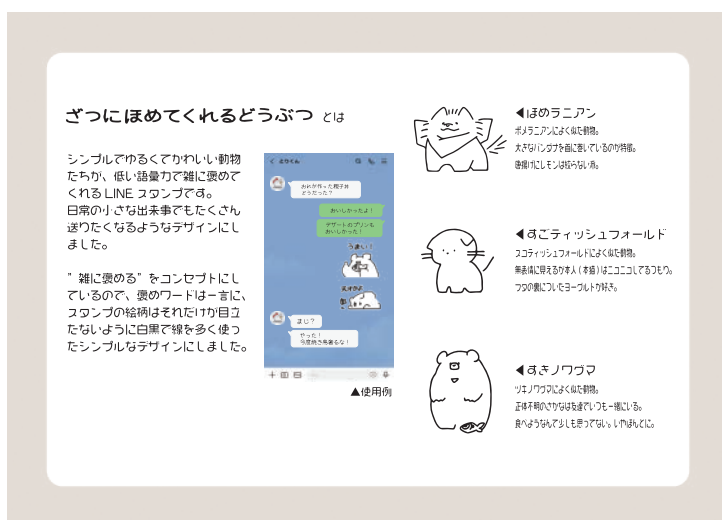 ざつにほめてくれるどうぶつ とは
シンプルでゆるくてかわいい動物
たちが、低い語彙力で雑に褒めて
くれる LINE スタンプです。
日常の小さな出来事でもたくさん
送りたくなるようなデザインにし
ました。
”雑に褒める”をコンセプトにし
ているので、褒めワードは一言に、
スタンプの絵柄はそれだけが目立
たないように白黒で線を多く使っ
たシンプルなデザインにしました。
おれが作った親子丼
どうだった？
おいしかったよ！
デザートのプリンも
おいしかった！
うまい！
まじ？
やった！
今度焼き鳥奢るな！
▲使用例
◀ほめラニアン
ポメラニアンによく似た動物。
大きなバンダナを首に巻いているのが特徴。
唐揚げにレモンは絞らない派。
◀すごティッシュフォールド
スコティッシュフォールドによく似た動物。
無表情に見えるが本人(本猫)はニコニコしてるつもり。
フタの裏についたヨーグルトが好き。
◀すきノワグマ
ツキノワグマによく似た動物。
正体不明のさかなは友達でいつも一緒にいる。
食べようなんて少しも思ってない。いやほんとに。